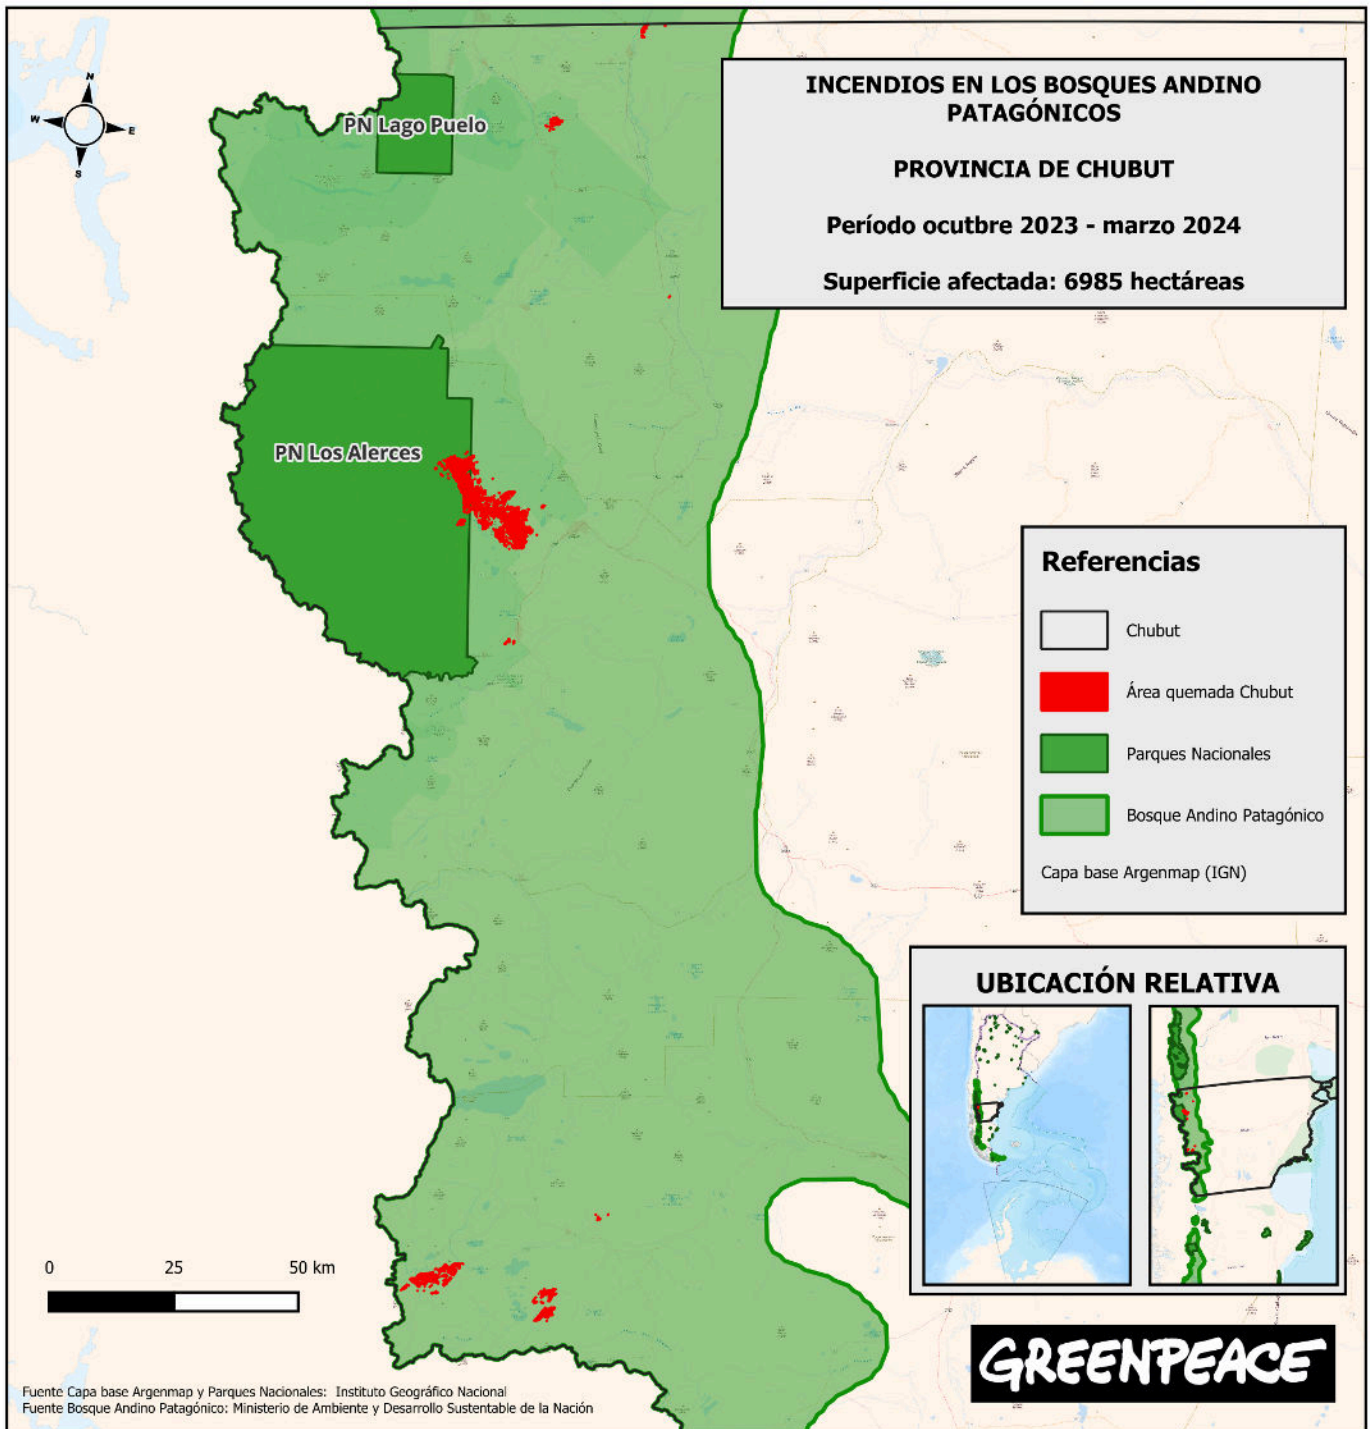 INCENDIOS EN LOS BOSQUES ANDINO
PATAGÓNICOS
PROVINCIA DE CHUBUT
Período ocutbre 2023 - marzo 2024
Superficie afectada: 6985 hectáreas
N
W
E
S
PN Lago Puelo
PN Los Alerces
Referencias
Chubut
Área quemada Chubut
Parques Nacionales
Bosque Andino Patagónico
Capa base Argenmap (IGN)
UBICACIÓN RELATIVA
0 25 50 km
GREENPEACE
Fuente Capa base Argenmap y Parques Nacionales: Instituto Geográfico Nacional
Fuente Bosque Andino Patagónico: Ministerio de Ambiente y Desarrollo Sustentable de la Nación